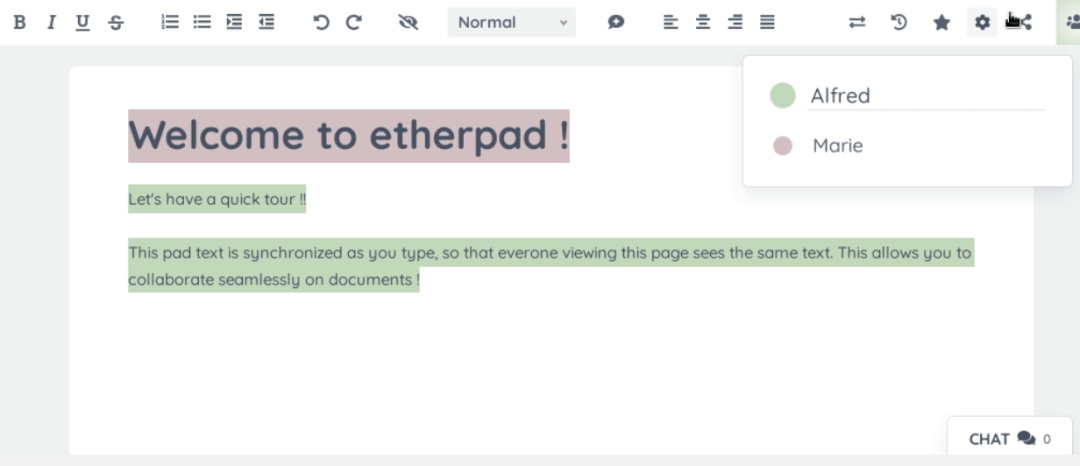 B I U S Normal
Alfred
Marie
Welcome to etherpad !
Let's have a quick tour !!
This pad text is synchronized as you type, so that everone viewing this page sees the same text. This allows you to
collaborate seamlessly on documents !
CHAT 0